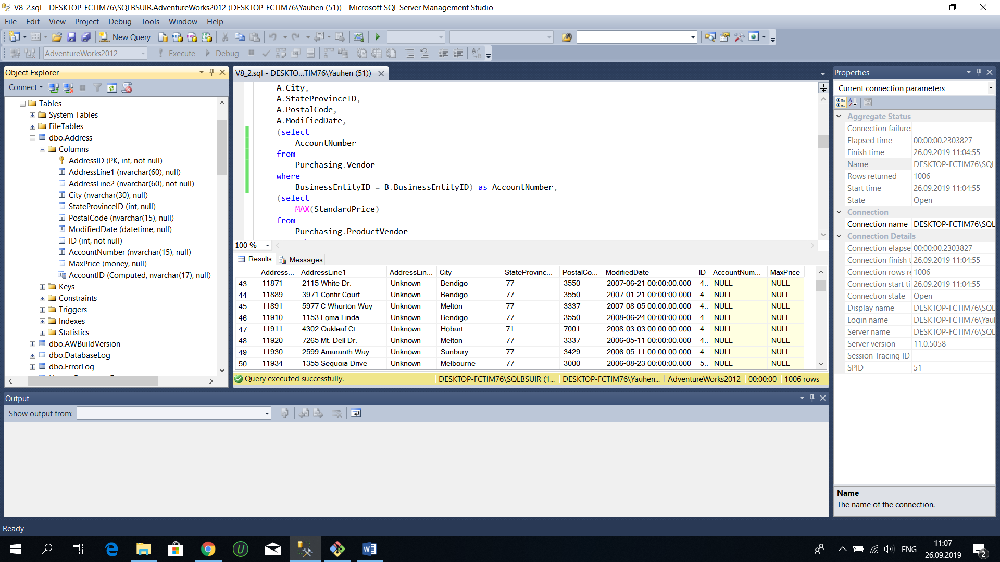 V8_2.sql - DESKTOP-FCTIM76\SQLBSUIR.AdventureWorks2012 (DESKTOP-FCTIM76\Yauhen (51)) - Microsoft SQL Server Management Studio
File Edit View Project Debug Tools Window Help
New Query
AdventureWorks2012 Execute Debug
Object Explorer
Connect
Tables
System Tables
FileTables
dbo.Address
Columns
AddressID (PK, int, not null)
AddressLine1 (nvarchar(60), null)
AddressLine2 (nvarchar(60), not null)
City (nvarchar(30), null)
StateProvinceID (int, null)
PostalCode (nvarchar(15), null)
ModifiedDate (datetime, null)
ID (int, not null)
AccountNumber (nvarchar(15), null)
MaxPrice (money, null)
AccountID (Computed, nvarchar(17), null)
Keys
Constraints
Triggers
Indexes
Statistics
dbo.AWBuildVersion
dbo.DatabaseLog
dbo.ErrorLog
V8_2.sql - DESKTO...TIM76\Yauhen (51))
A.City,
A.StateProvinceID,
A.PostalCode,
A.ModifiedDate,
(select
AccountNumber
from
Purchasing.Vendor
where
BusinessEntityID = B.BusinessEntityID) as AccountNumber,
(select
MAX(StandardPrice)
from
Purchasing.ProductVendor
100 %
Results Messages
Address... AddressLine1 AddressLin... City StateProvinc... PostalCo... ModifiedDate ID AccountNum... MaxPrice
43 11871 2115 White Dr. Unknown Bendigo 77 3550 2007-06-21 00:00:00.000 4.. NULL NULL
44 11889 3971 Confir Court Unknown Bendigo 77 3550 2007-01-21 00:00:00.000 4.. NULL NULL
45 11891 5977 C Wharton Way Unknown Melton 77 3337 2007-08-05 00:00:00.000 4.. NULL NULL
46 11910 1153 Loma Linda Unknown Bendigo 77 3550 2008-06-24 00:00:00.000 4.. NULL NULL
47 11911 4302 Oakleaf Ct. Unknown Hobart 71 7001 2008-03-03 00:00:00.000 4.. NULL NULL
48 11920 7265 Mt. Dell Dr. Unknown Melton 77 3337 2006-05-11 00:00:00.000 4.. NULL NULL
49 11930 2599 Amaranth Way Unknown Sunbury 77 3429 2006-05-11 00:00:00.000 4.. NULL NULL
50 11934 1355 Sequoia Drive Unknown Melbourne 77 3000 2006-08-23 00:00:00.000 5.. NULL NULL
Query executed successfully. DESKTOP-FCTIM76\SQLBSUIR (1... DESKTOP-FCTIM76\Yauhen... AdventureWorks2012 00:00:00 1006 rows
Properties
Current connection parameters
Aggregate Status
Connection failure
Elapsed time 00:00:00.2303827
Finish time 26.09.2019 11:04:55
Name DESKTOP-FCTIM76\SQL
Rows returned 1006
Start time 26.09.2019 11:04:55
State Open
Connection
Connection name DESKTOP-FCTIM76\SQL
Connection Details
Connection elapse 00:00:00.2303827
Connection finish t 26.09.2019 11:04:55
Connection rows re 1006
Connection start ti 26.09.2019 11:04:55
Connection state Open
Display name DESKTOP-FCTIM76\SQL
Login name DESKTOP-FCTIM76\Yauh
Server name DESKTOP-FCTIM76\SQL
Server version 11.0.5058
Session Tracing ID
SPID 51
Name
The name of the connection.
Output
Show output from:
Ready
ENG 11:07
26.09.2019
2